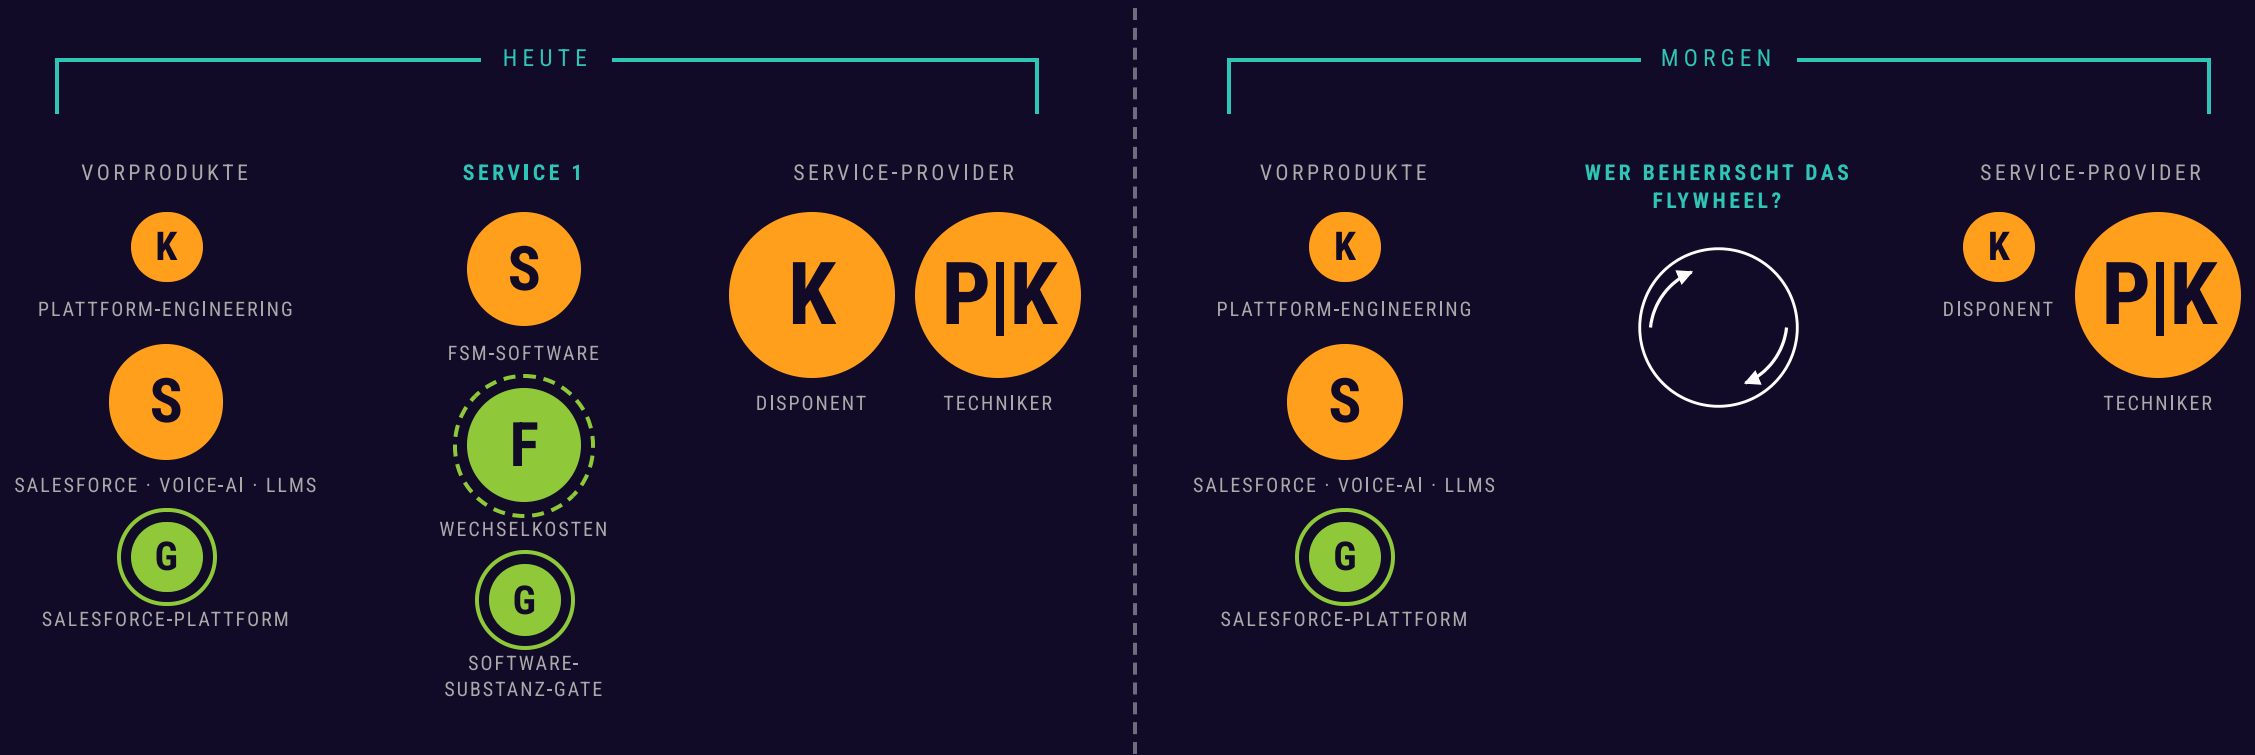 HEUTE
VORPRODUKTE
K
PLATTFORM-ENGINEERING
S
SALESFORCE · VOICE-AI · LLMS
G
SALESFORCE-PLATTFORM
SERVICE 1
S
FSM-SOFTWARE
F
WECHSELKOSTEN
G
SOFTWARE-
SUBSTANZ-GATE
SERVICE-PROVIDER
K
DISPONENT
P|K
TECHNIKER
MORGEN
VORPRODUKTE
K
PLATTFORM-ENGINEERING
S
SALESFORCE · VOICE-AI · LLMS
G
SALESFORCE-PLATTFORM
WER BEHERRSCHT DAS
FLYWHEEL?
SERVICE-PROVIDER
K
DISPONENT
P|K
TECHNIKER